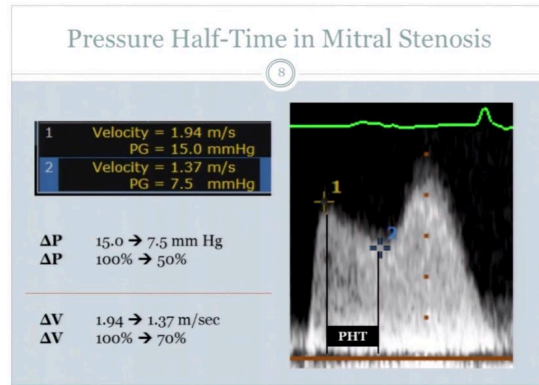 Pressure Half-Time in Mitral Stenosis
8
1 Velocity = 1.94 m/s
PG = 15.0 mmHg
2 Velocity = 1.37 m/s
PG = 7.5 mmHg
ΔP 15.0 → 7.5 mm Hg
ΔP 100% → 50%
ΔV 1.94 → 1.37 m/sec
ΔV 100% → 70%
1
2
PHT